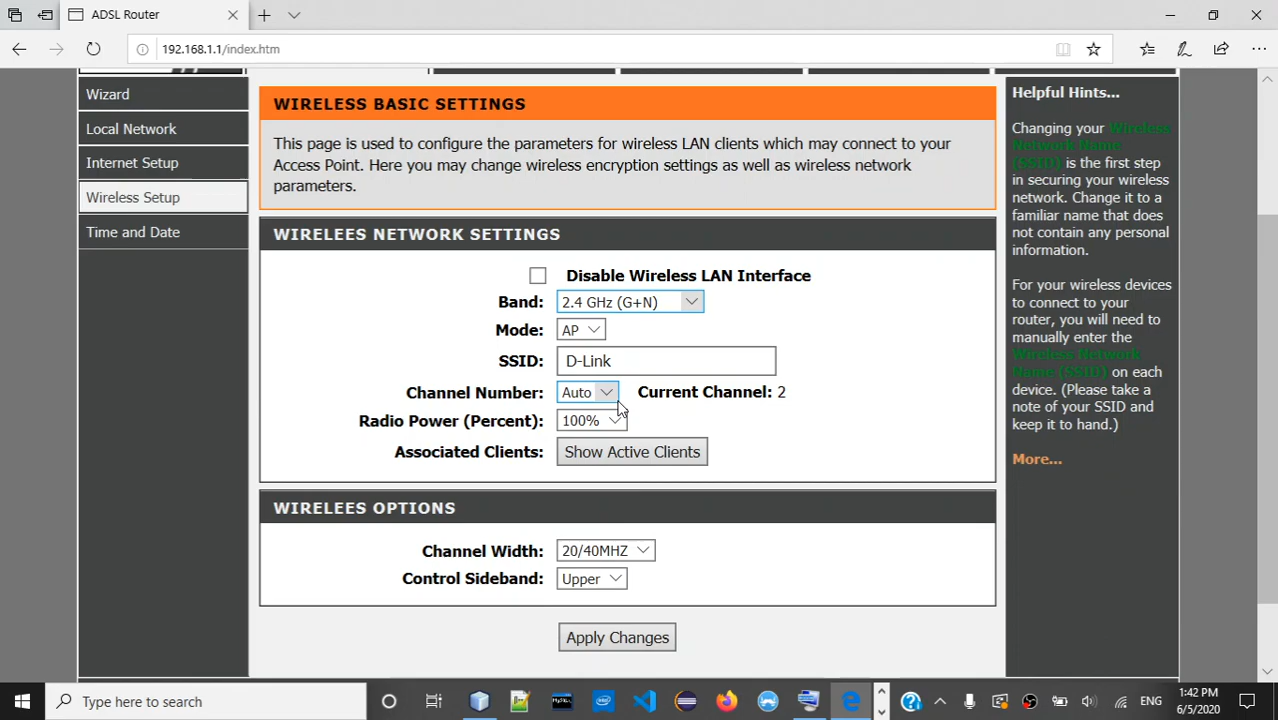 ADSL Router
192.168.1.1/index.htm
Wizard
Local Network
Internet Setup
Wireless Setup
Time and Date
WIRELESS BASIC SETTINGS
This page is used to configure the parameters for wireless LAN clients which may connect to your
Access Point. Here you may change wireless encryption settings as well as wireless network
parameters.
WIRELEES NETWORK SETTINGS
Disable Wireless LAN Interface
Band: 2.4 GHz (G+N)
Mode: AP
SSID: D-Link
Channel Number: Auto Current Channel: 2
Radio Power (Percent): 100%
Associated Clients: Show Active Clients
WIRELEES OPTIONS
Channel Width: 20/40MHZ
Control Sideband: Upper
Apply Changes
Helpful Hints...
Changing your Wireless
Network Name
(SSID) is the first step
in securing your wireless
network. Change it to a
familiar name that does
not contain any personal
information.
For your wireless devices
to connect to your
router, you will need to
manually enter the
Wireless Network
Name (SSID) on each
device. (Please take a
note of your SSID and
keep it to hand.)
More...
Type here to search
ENG
1:42 PM
6/5/2020